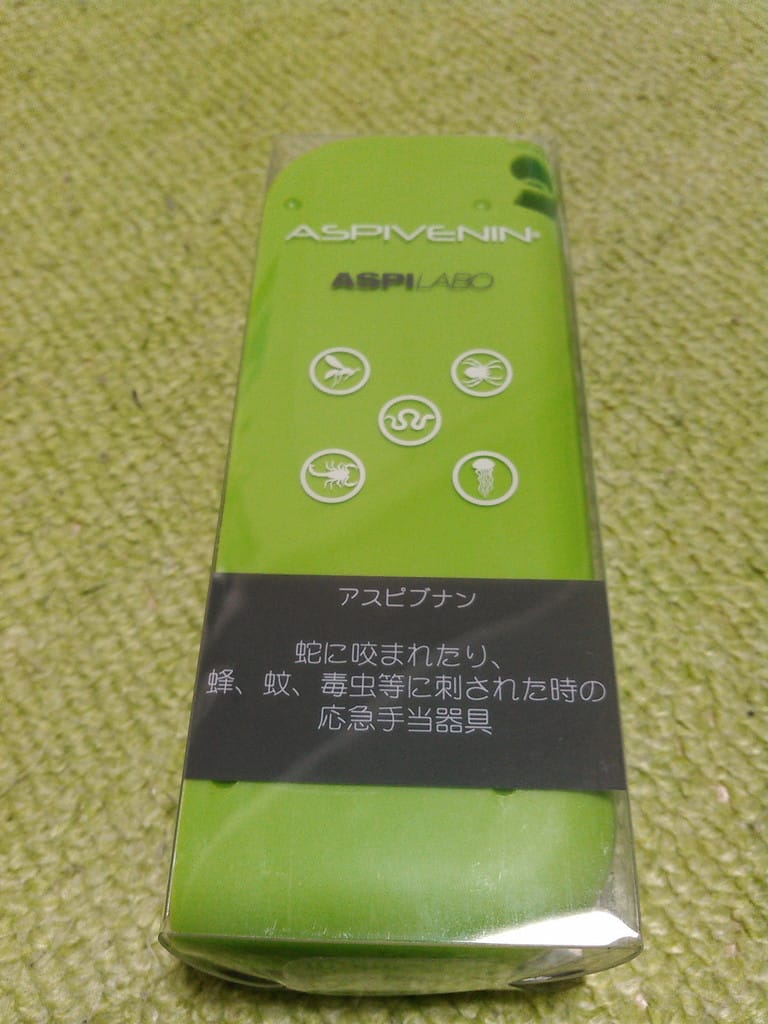 ASPIVENIN®
ASPILABO
アスピブナン
蛇に咬まれたり、
蜂、蚊、毒虫等に刺された時の
応急手当器具